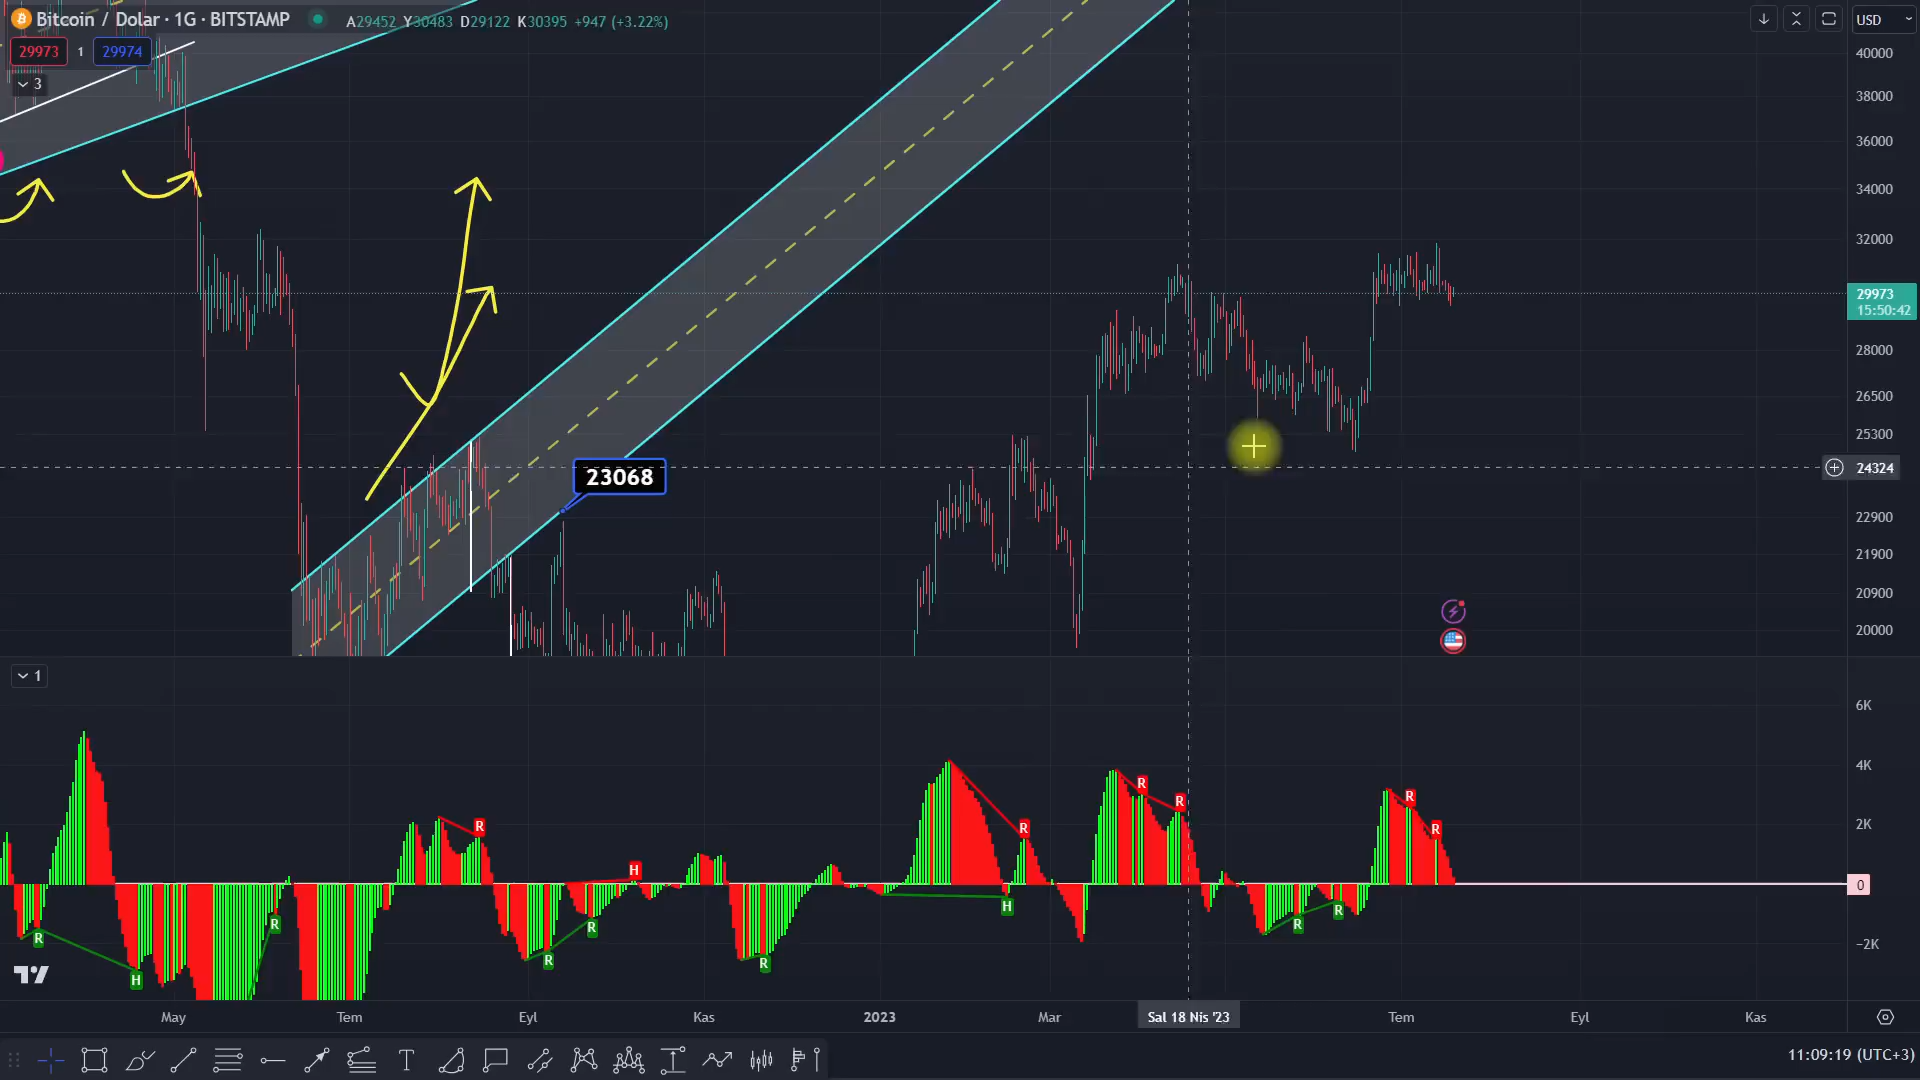 Bitcoin / Dolar · 1G · BITSTAMP A29452 Y30483 D29122 K30395 +947 (+3.22%)
USD
29973 1 29974
3
40000
38000
36000
34000
32000
29973
15:50:42
28000
26500
25300
23068
24324
22900
21900
20900
20000
1
6K
4K
R R
R
R
2K
R R R
H
0
H
R R R R R
-2K
R H R
May Tem Eyl Kas 2023 Mar Sal 18 Nis '23 Tem Eyl Kas
T
11:09:19 (UTC+3)